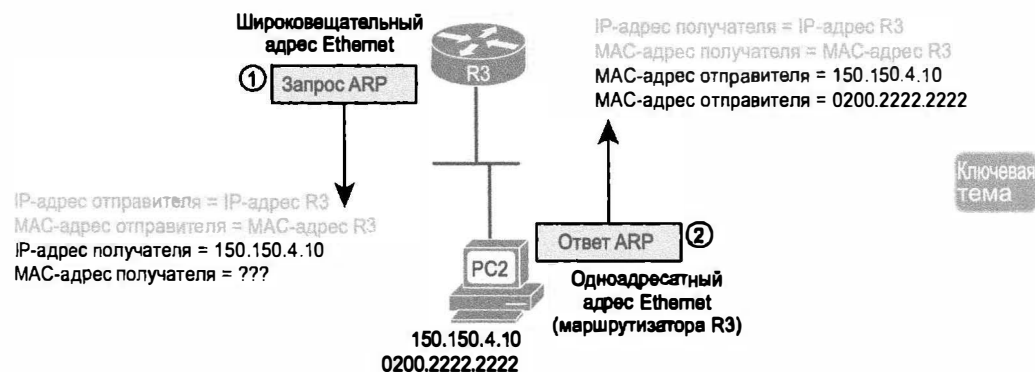 Широковещательный
адрес Ethernet
① Запрос ARP
R3
IP-адрес получателя = IP-адрес R3
MAC-адрес получателя = MAC-адрес R3
MAC-адрес отправителя = 150.150.4.10
MAC-адрес отправителя = 0200.2222.2222
Ключевая
тема
IP-адрес отправителя = IP-адрес R3
MAC-адрес отправителя = MAC-адрес R3
IP-адрес получателя = 150.150.4.10
MAC-адрес получателя = ???
PC2
Ответ ARP ②
Одноадресатный
адрес Ethernet
(маршрутизатора R3)
150.150.4.10
0200.2222.2222